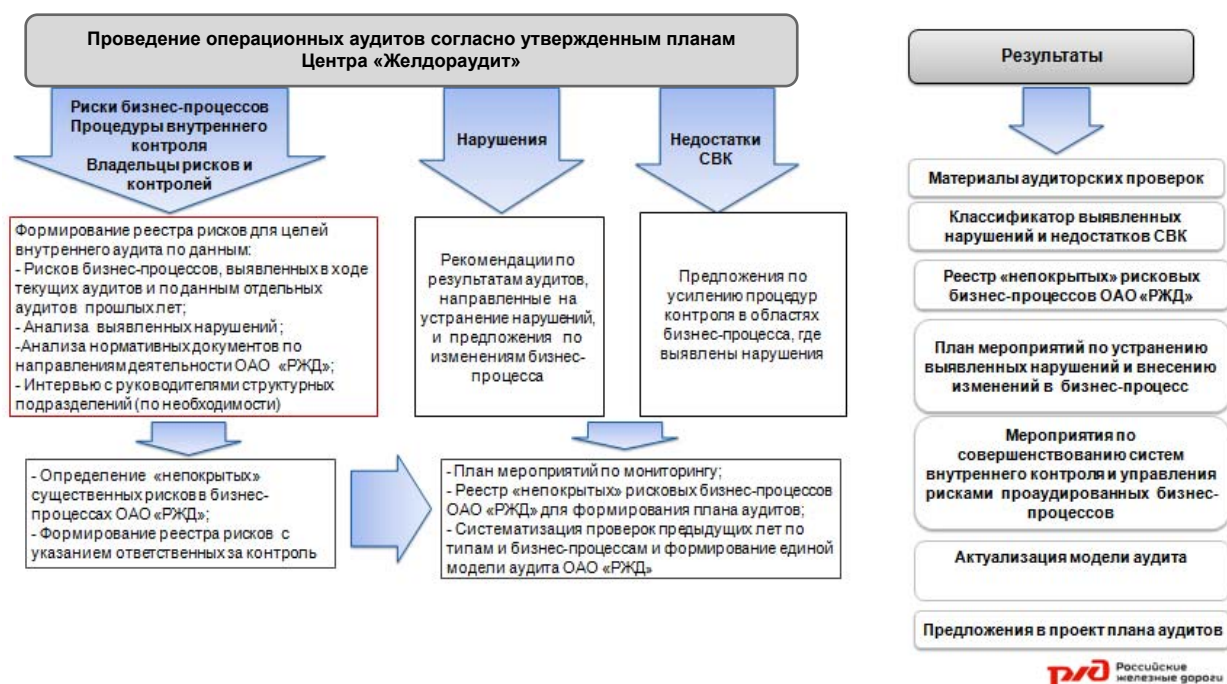 Проведение операционных аудитов согласно утвержденным планам
Центра «Желдораудит»
Риски бизнес-процессов
Процедуры внутреннего
контроля
Владельцы рисков и
контролей
Нарушения
Недостатки
СВК
Формирование реестра рисков для целей
внутреннего аудита по данным:
- Рисков бизнес-процессов, выявленных в ходе
текущих аудитов и по данным отдельных
аудитов прошлых лет;
- Анализа выявленных нарушений;
-Анализа нормативных документов по
направлениям деятельности ОАО «РЖД»;
- Интервью с руководителями структурных
подразделений (по необходимости)
Рекомендации по
результатам аудитов,
направленные на
устранение нарушений,
и предложения по
изменениям бизнес-
процесса
Предложения по
усилению процедур
контроля в областях
бизнес-процесса, где
выявлены нарушения
- Определение «непокрытых»
существенных рисков в бизнес-
процессах ОАО «РЖД»;
- Формирование реестра рисков с
указанием ответственных за контроль
- План мероприятий по мониторингу;
- Реестр «непокрытых» рисковых бизнес-процессов
ОАО «РЖД» для формирования плана аудитов;
- Систематизация проверок предыдущих лет по
типам и бизнес-процессам и формирование единой
модели аудита ОАО «РЖД»
Результаты
Материалы аудиторских проверок
Классификатор выявленных
нарушений и недостатков СВК
Реестр «непокрытых» рисковых
бизнес-процессов ОАО «РЖД»
План мероприятий по устранению
выявленных нарушений и внесению
изменений в бизнес-процесс
Мероприятия по
совершенствованию систем
внутреннего контроля и управления
рисками проаудированных бизнес-
процессов
Актуализация модели аудита
Предложения в проект плана аудитов
РЖД Российские
железные дороги